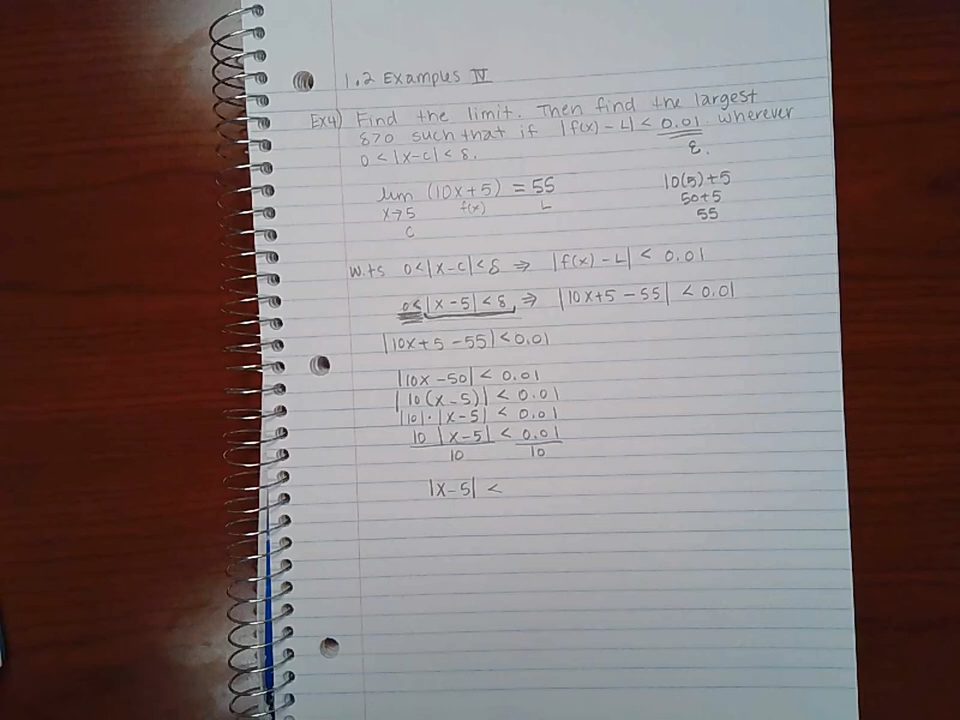 1.2 Examples IV
Ex4) Find the limit. Then find the largest
δ>0 such that if |f(x) - L| < 0.01 wherever
0 < |x-c| < δ.
ε.
lim (10x+5) = 55
x→5 f(x) L
c
10(5)+5
50+5
55
W.t.s 0<|x-c|<δ ⇒ |f(x) - L| < 0.01
0<|x-5|<δ ⇒ |10x+5-55| < 0.01
|10x+5-55|<0.01
|10x-50| < 0.01
|10(x-5)| < 0.01
|10|·|x-5| < 0.01
10 |x-5| < 0.01
10 10
|x-5| <